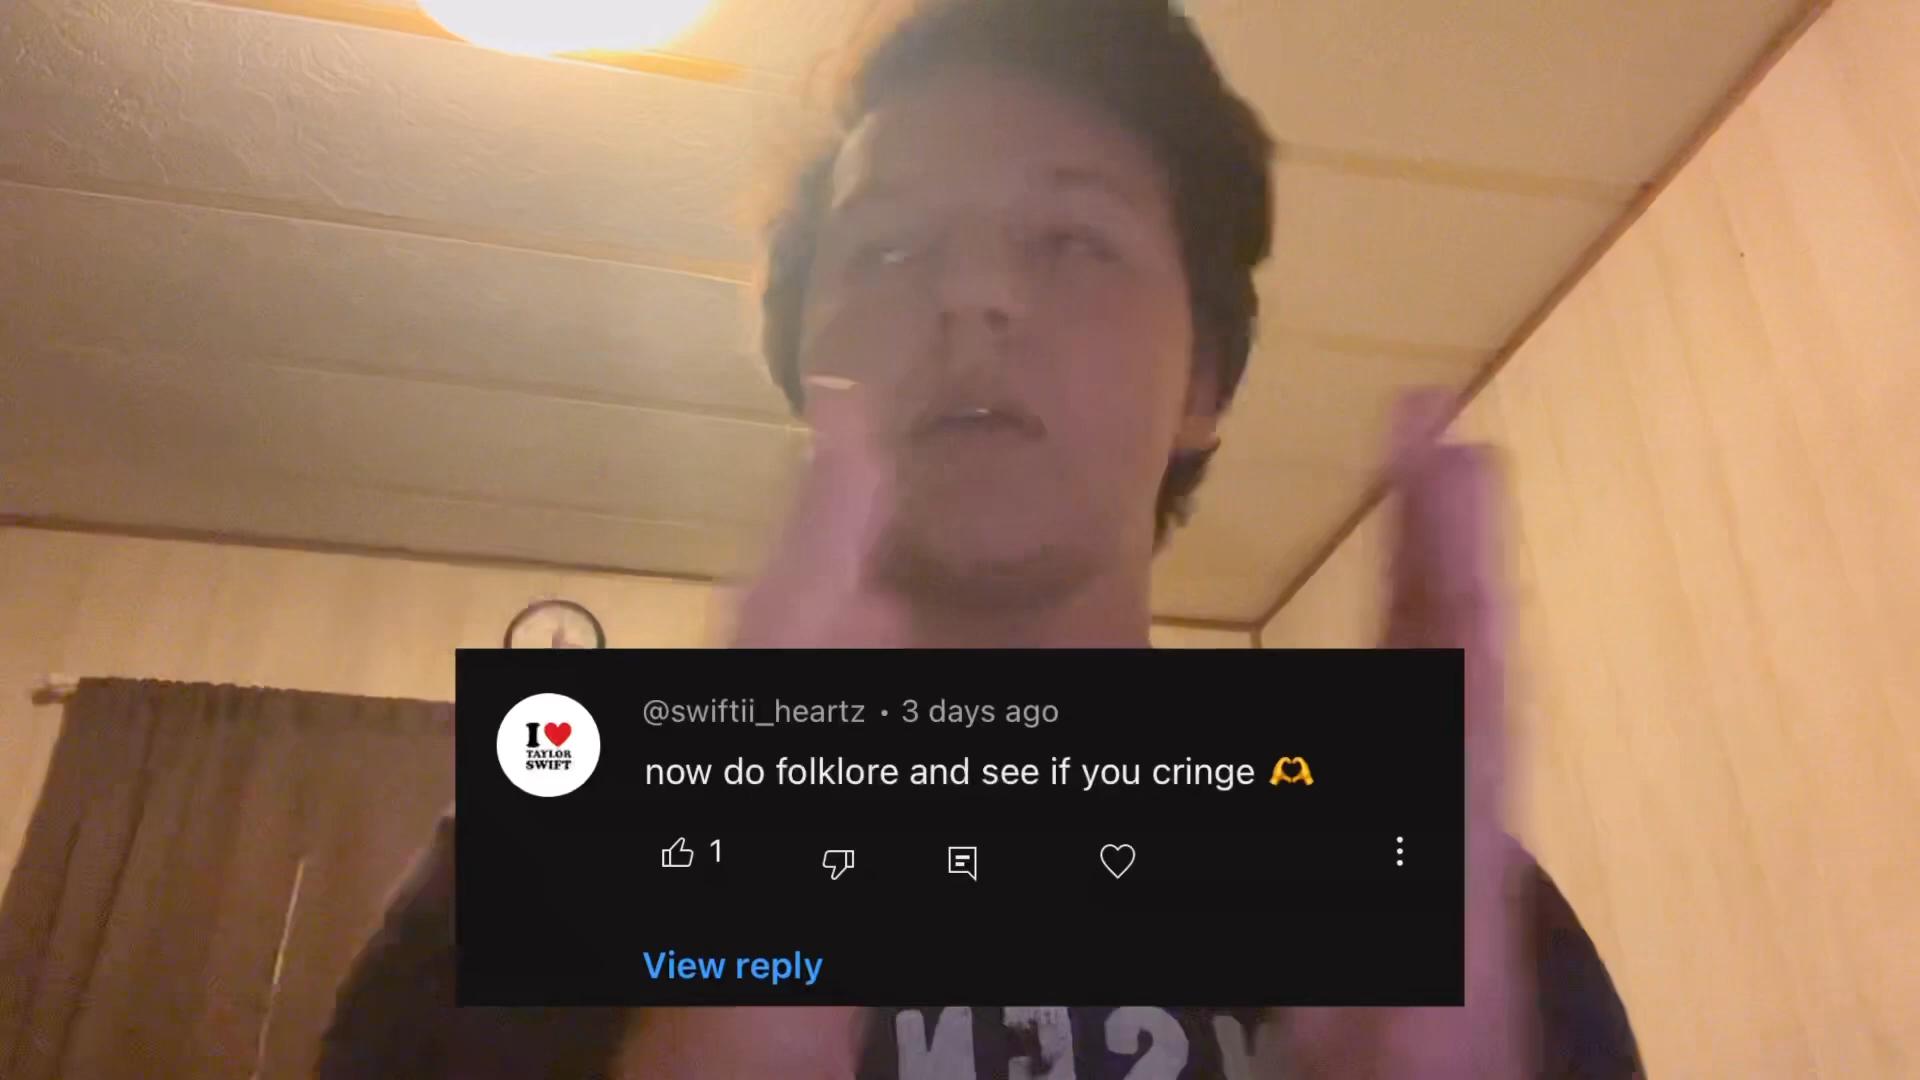 I ❤️
TAYLOR
SWIFT
@swiftii_heartz • 3 days ago
now do folklore and see if you cringe 🫶
1
View reply